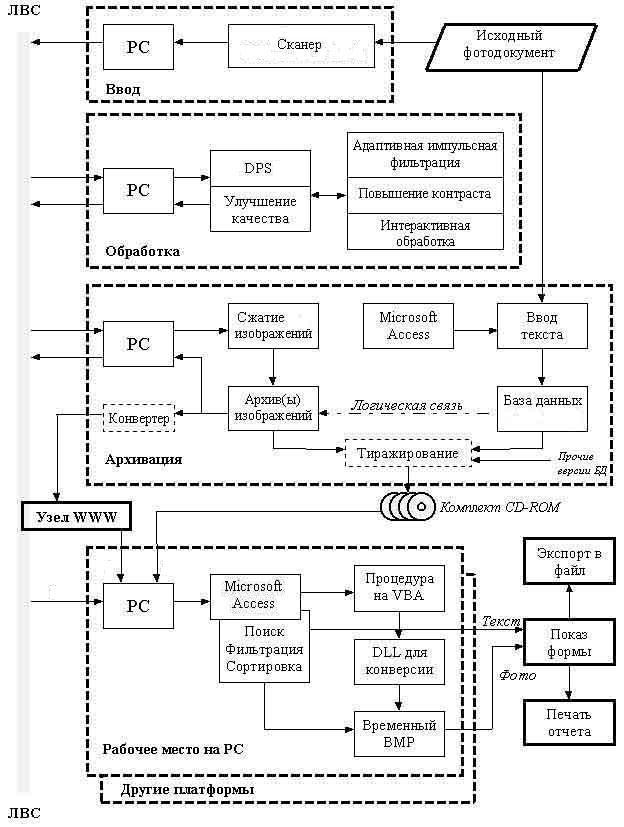 ЛВС
PC
Сканер
Исходный
фотодокумент
Ввод
PC
DPS
Улучшение
качества
Адаптивная импульсная
фильтрация
Повышение контраста
Интерактивная
обработка
Обработка
PC
Сжатие
изображений
Microsoft
Access
Ввод
текста
Конвертер
Архив(ы)
изображений
Логическая связь
База данных
Архивация
Тиражирование
Прочие
версии БД
Узел WWW
Комплект CD-ROM
PC
Microsoft
Access
Поиск
Фильтрация
Сортировка
Процедура
на VBA
DLL для
конверсии
Временный
BMP
Текст
Фото
Экспорт в
файл
Показ
формы
Печать
отчета
Рабочее место на PC
Другие платформы
ЛВС